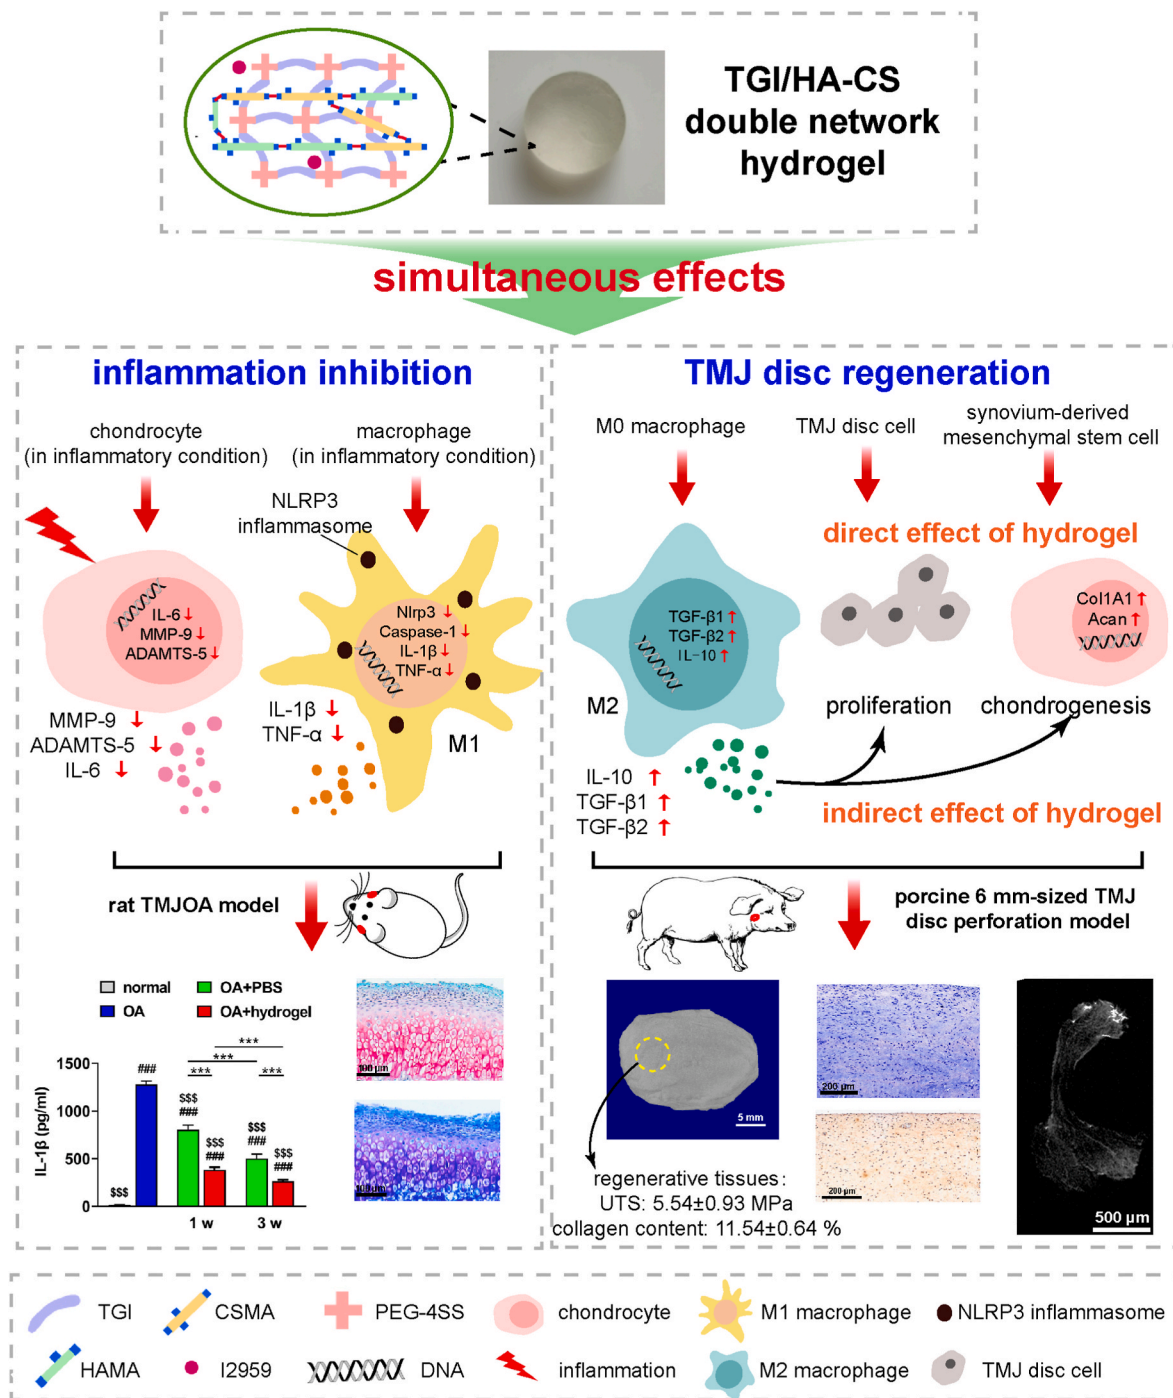 TGI/HA-CS
double network
hydrogel
simultaneous effects
inflammation inhibition
chondrocyte
(in inflammatory condition)
macrophage
(in inflammatory condition)
NLRP3
inflammasome
IL-6 ↓
MMP-9 ↓
ADAMTS-5 ↓
Nlrp3 ↓
Caspase-1 ↓
IL-1β ↓
TNF-α ↓
MMP-9 ↓
ADAMTS-5 ↓
IL-6 ↓
IL-1β ↓
TNF-α ↓
M1
rat TMJOA model
normal
OA
OA+PBS
OA+hydrogel
IL-1β (pg/ml)
1500
1000
500
0
$$$
###
$$$
###
$$$
###
$$$
###
$$$
###
***
***
***
***
1 w
3 w
100 μm
100 μm
TMJ disc regeneration
M0 macrophage
TMJ disc cell
synovium-derived
mesenchymal stem cell
direct effect of hydrogel
TGF-β1 ↑
TGF-β2 ↑
IL-10 ↑
Col1A1 ↑
Acan ↑
M2
proliferation
chondrogenesis
IL-10 ↑
TGF-β1 ↑
TGF-β2 ↑
indirect effect of hydrogel
porcine 6 mm-sized TMJ
disc perforation model
5 mm
200 μm
200 μm
500 μm
regenerative tissues:
UTS: 5.54±0.93 MPa
collagen content: 11.54±0.64 %
TGI
CSMA
PEG-4SS
chondrocyte
M1 macrophage
NLRP3 inflammasome
HAMA
I2959
DNA
inflammation
M2 macrophage
TMJ disc cell